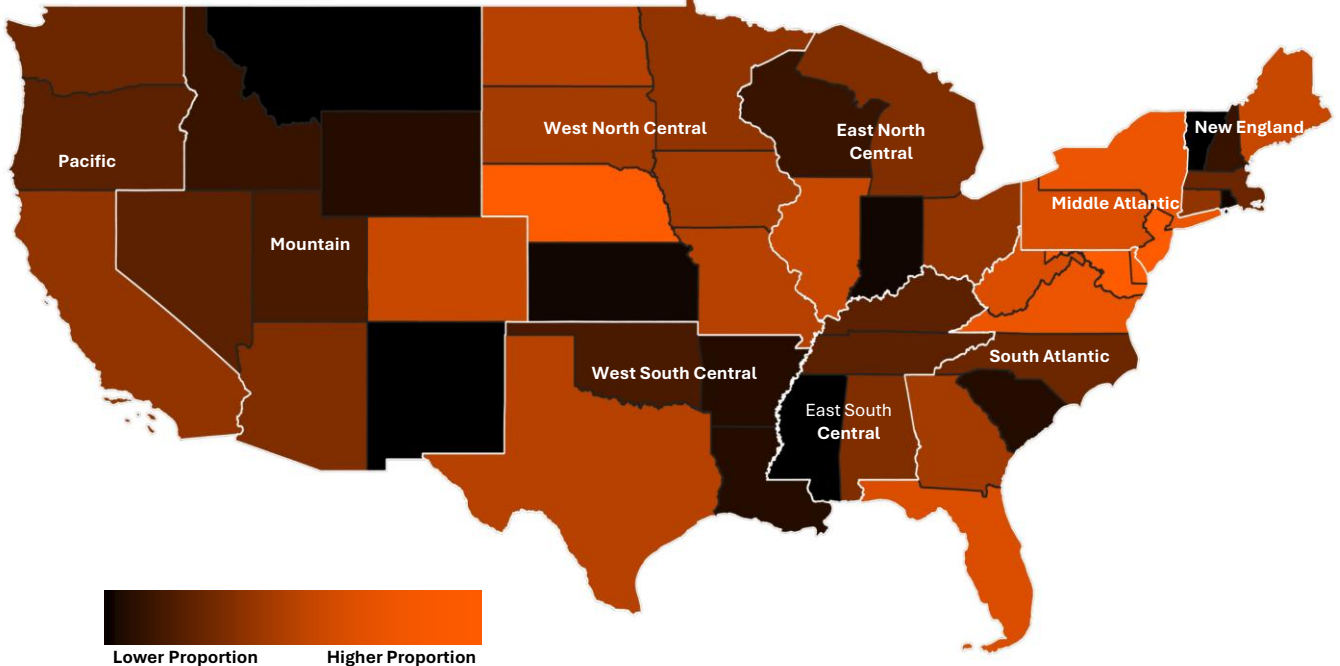 West North Central
East North
Central
New England
Pacific
Middle Atlantic
Mountain
South Atlantic
West South Central
East South
Central
Lower Proportion
Higher Proportion